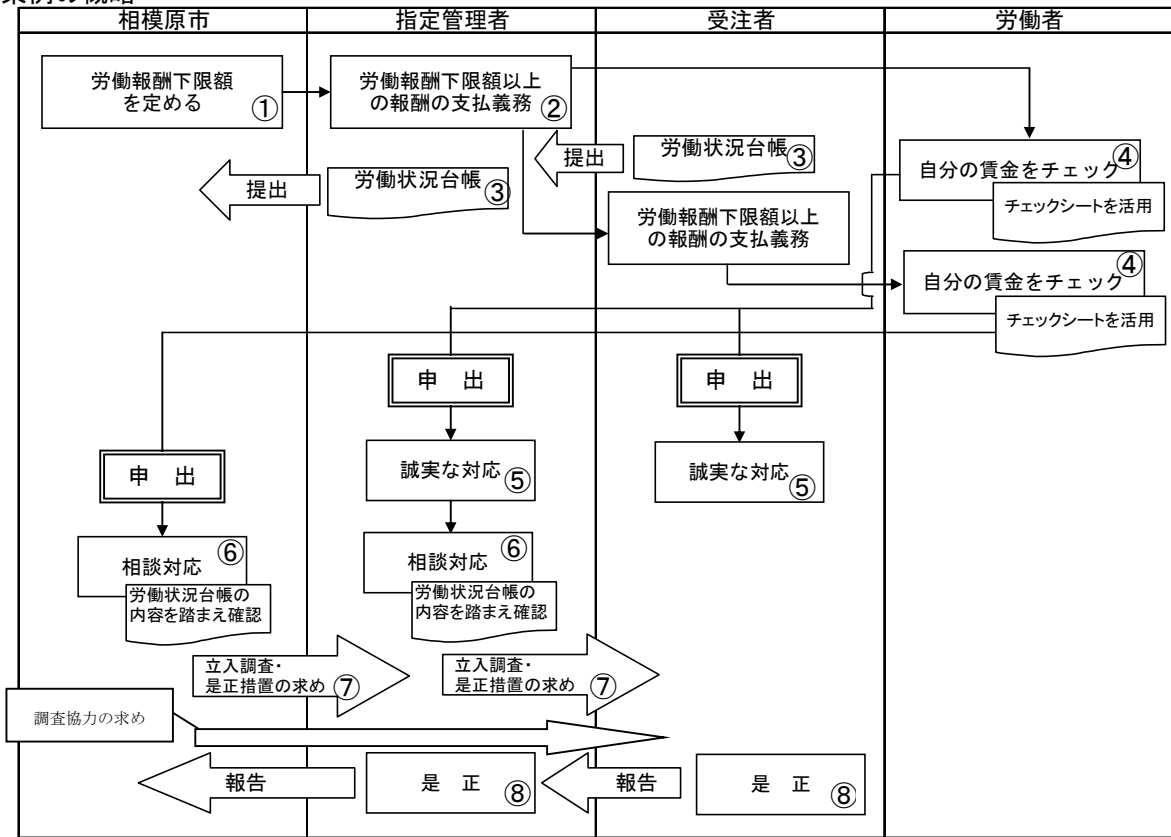 相模原市
指定管理者
受注者
労働者
労働報酬下限額
を定める
①
労働報酬下限額以上
の報酬の支払義務
②
提出
労働状況台帳
③
提出
労働状況台帳
③
自分の賃金をチェック
④
チェックシートを活用
労働報酬下限額以上
の報酬の支払義務
自分の賃金をチェック
④
チェックシートを活用
申 出
申 出
申 出
誠実な対応
⑤
誠実な対応
⑤
相談対応
⑥
労働状況台帳の
内容を踏まえ確認
相談対応
⑥
労働状況台帳の
内容を踏まえ確認
立入調査・
是正措置の求め
⑦
立入調査・
是正措置の求め
⑦
調査協力の求め
報告
是 正
⑧
報告
是 正
⑧